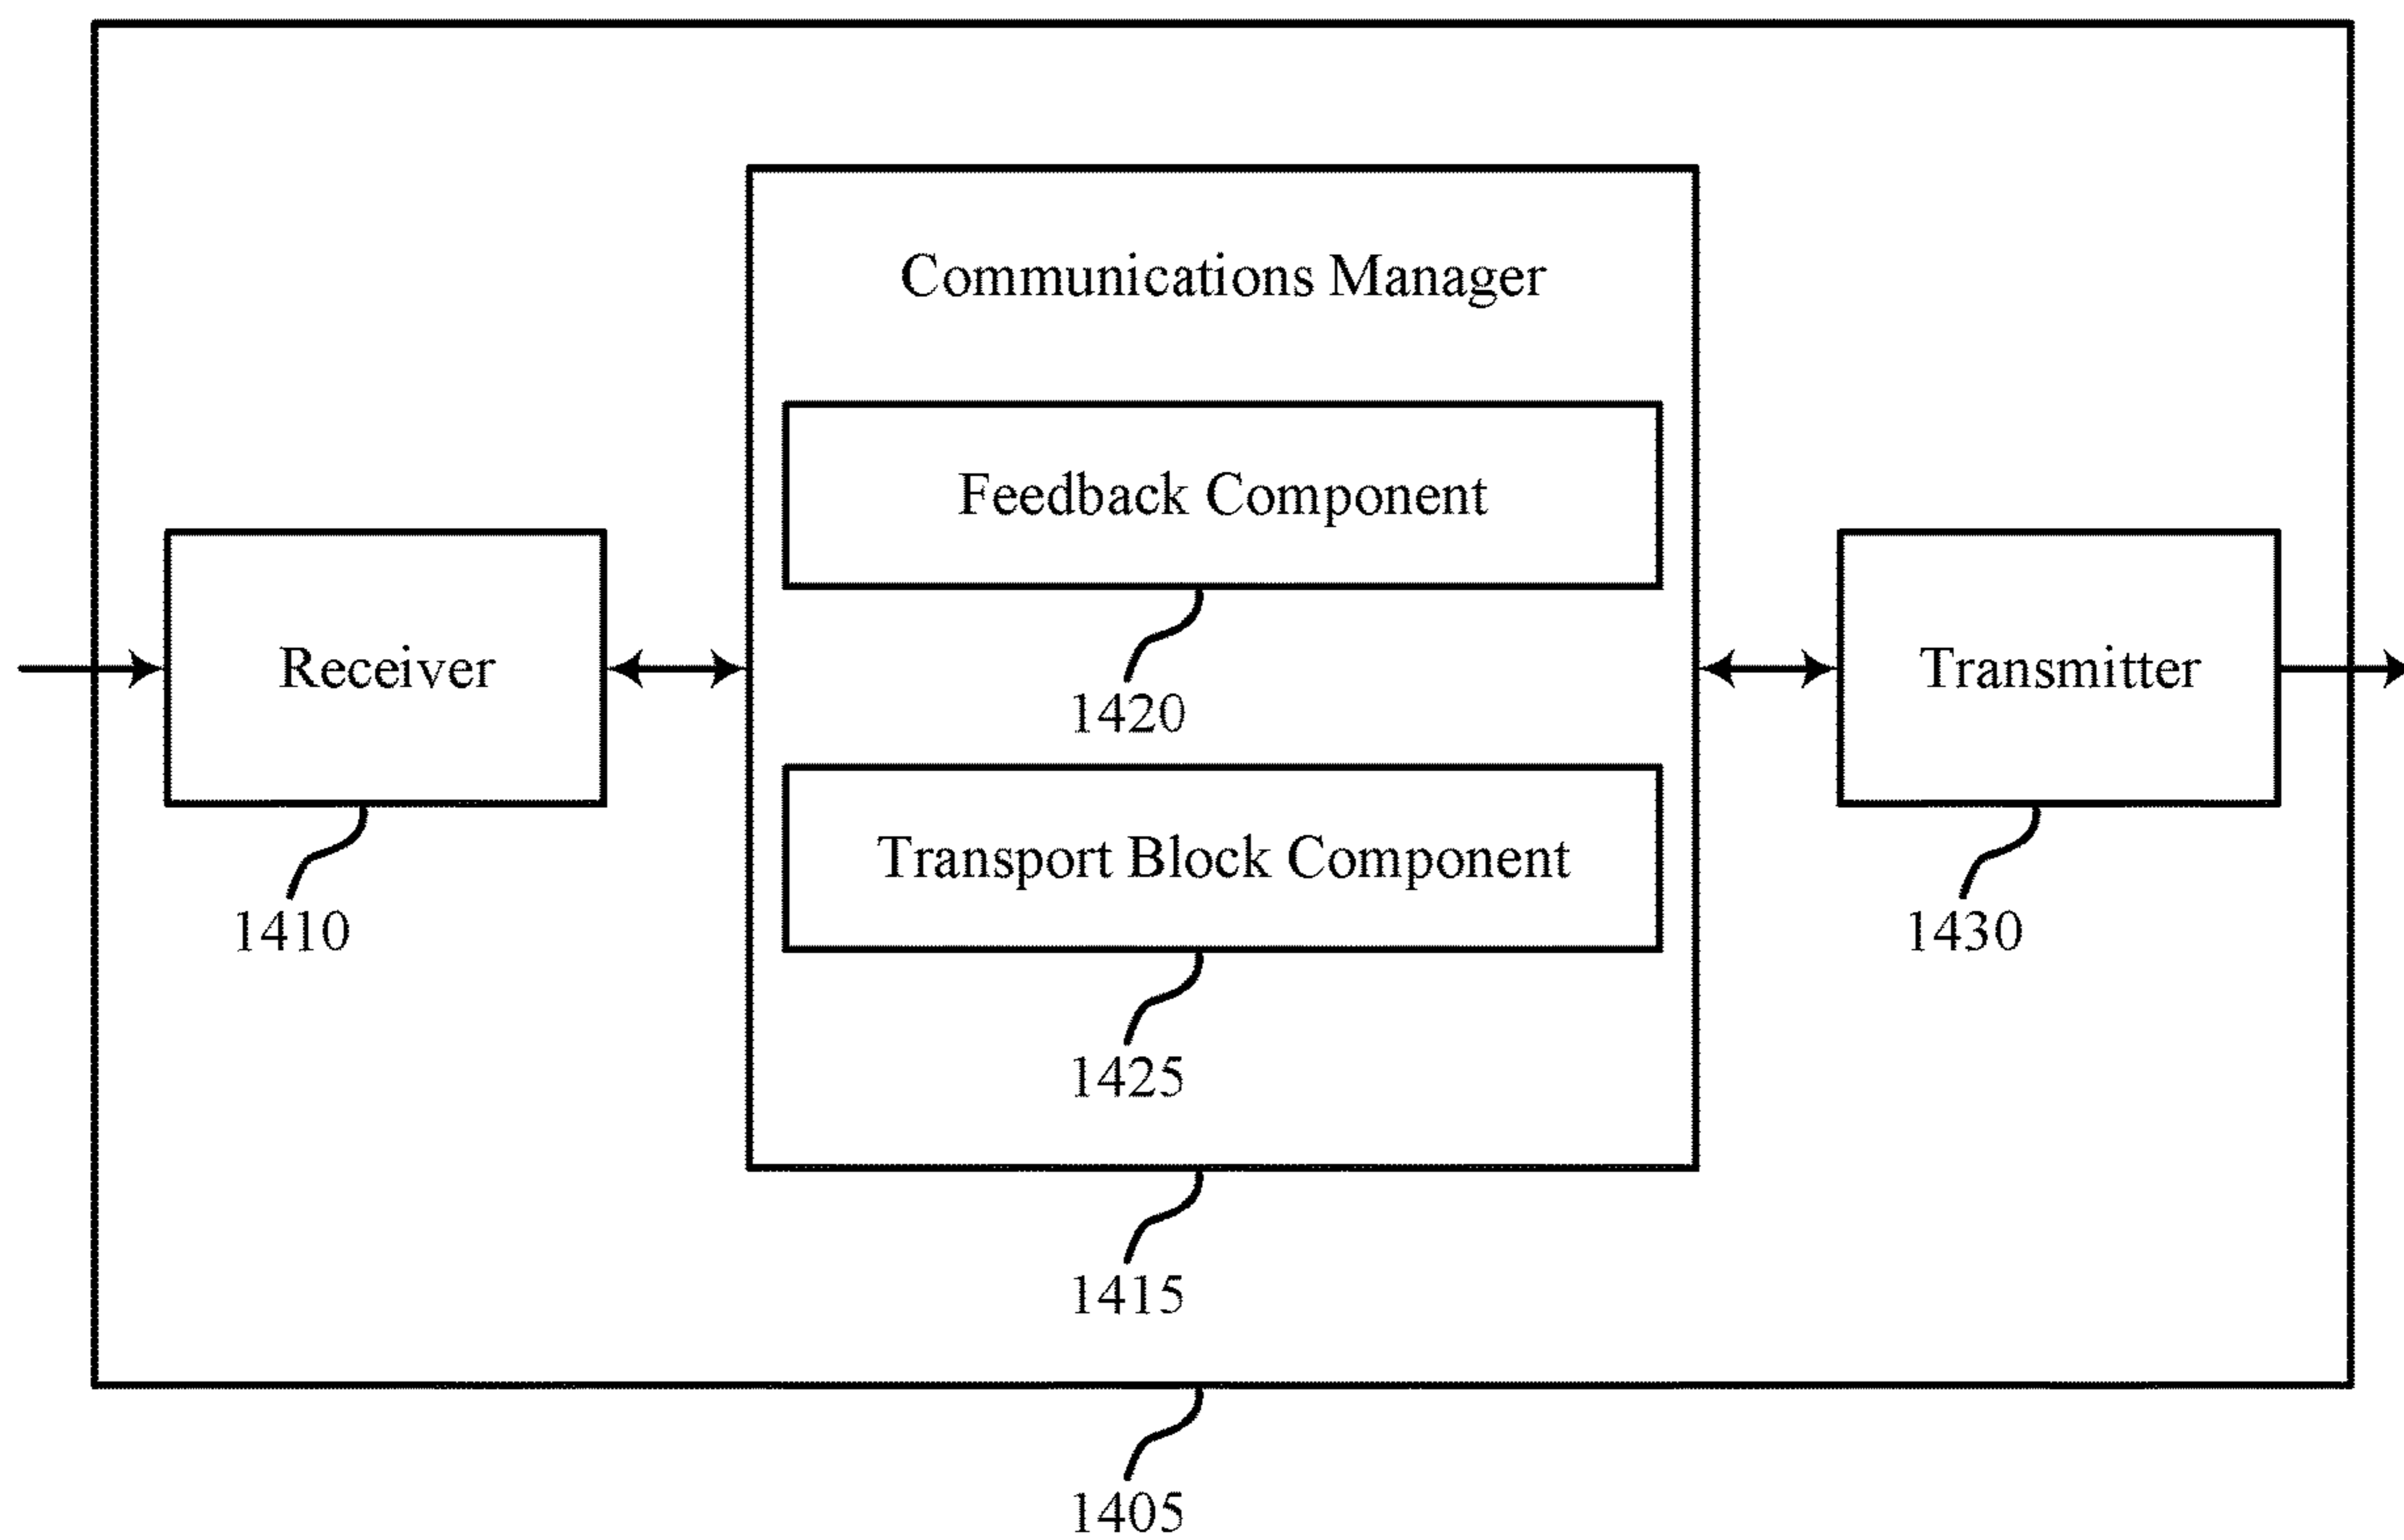 Communications Manager
Feedback Component
1420
Receiver
1410
Transmitter
1430
Transport Block Component
1425
1415
1405